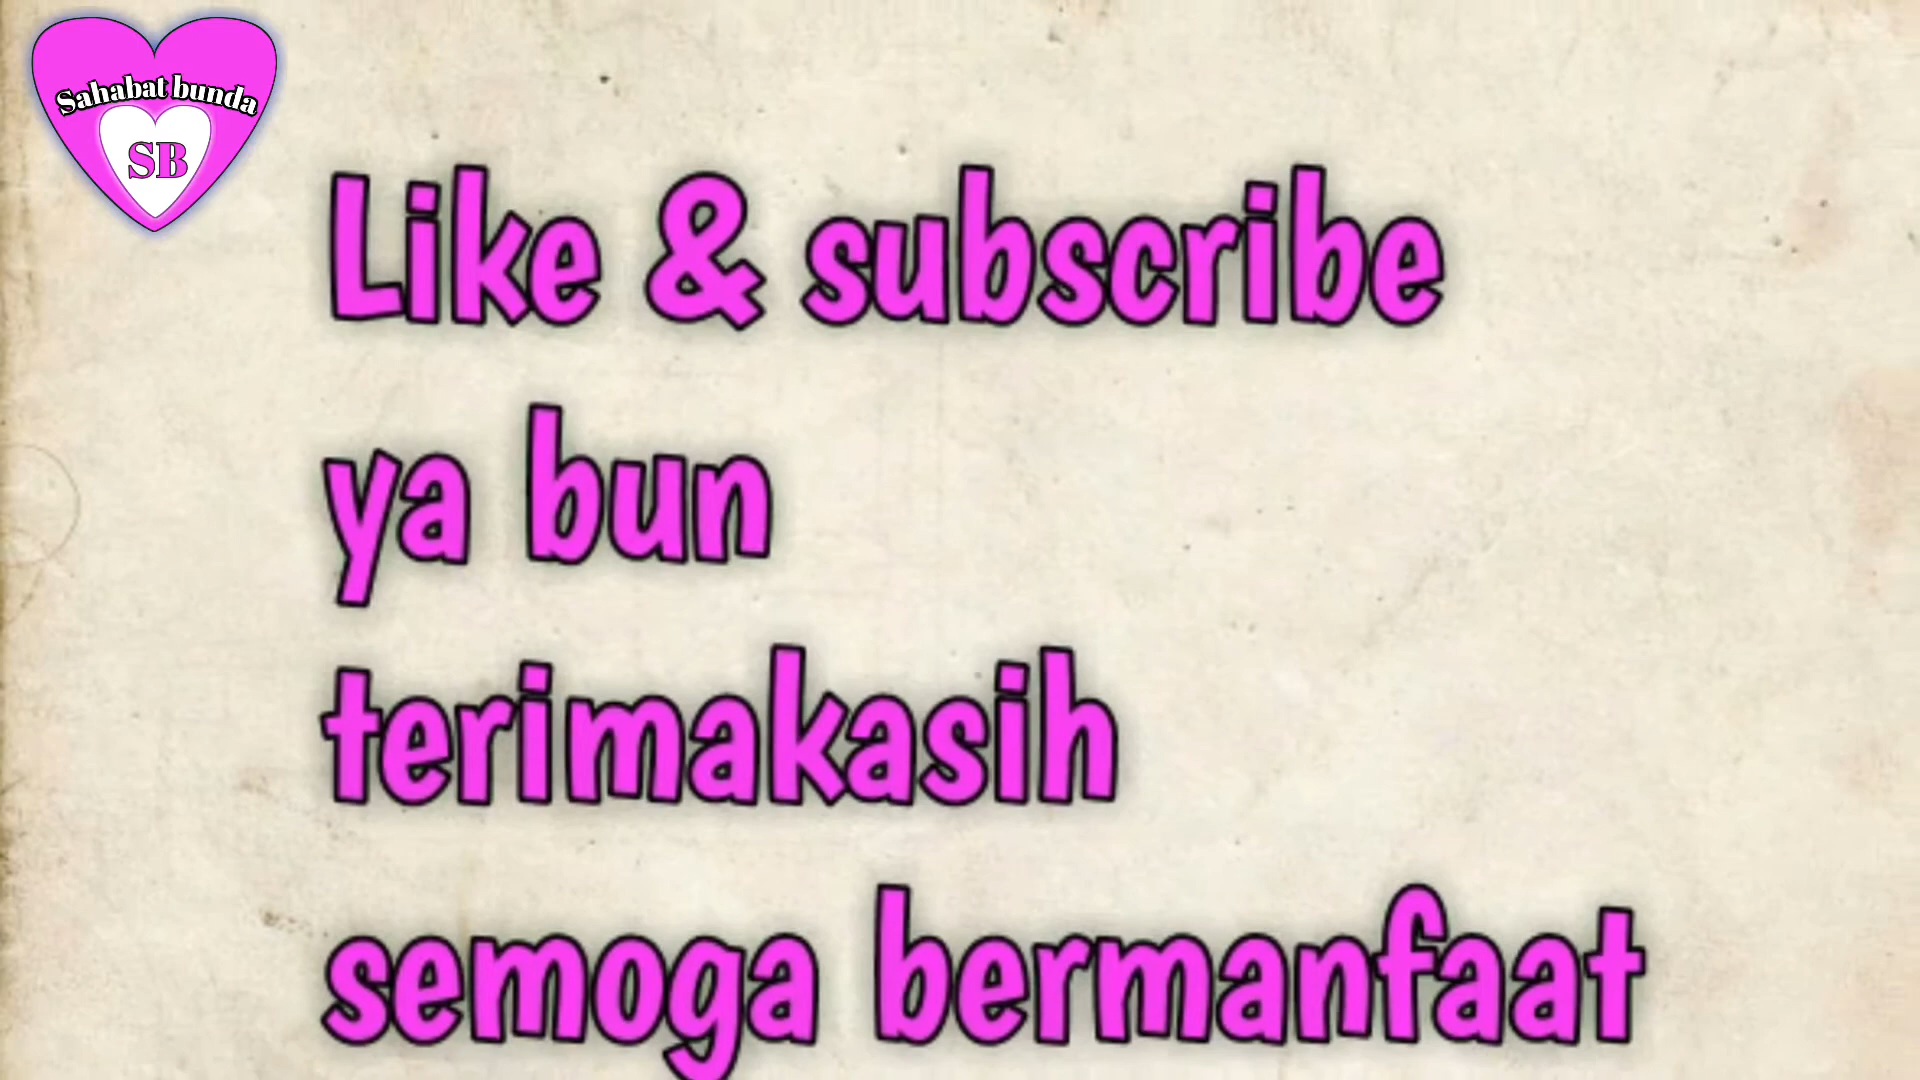 Sahabat bunda
SB
Like & subscribe
ya bun
terimakasih
semoga bermanfaat